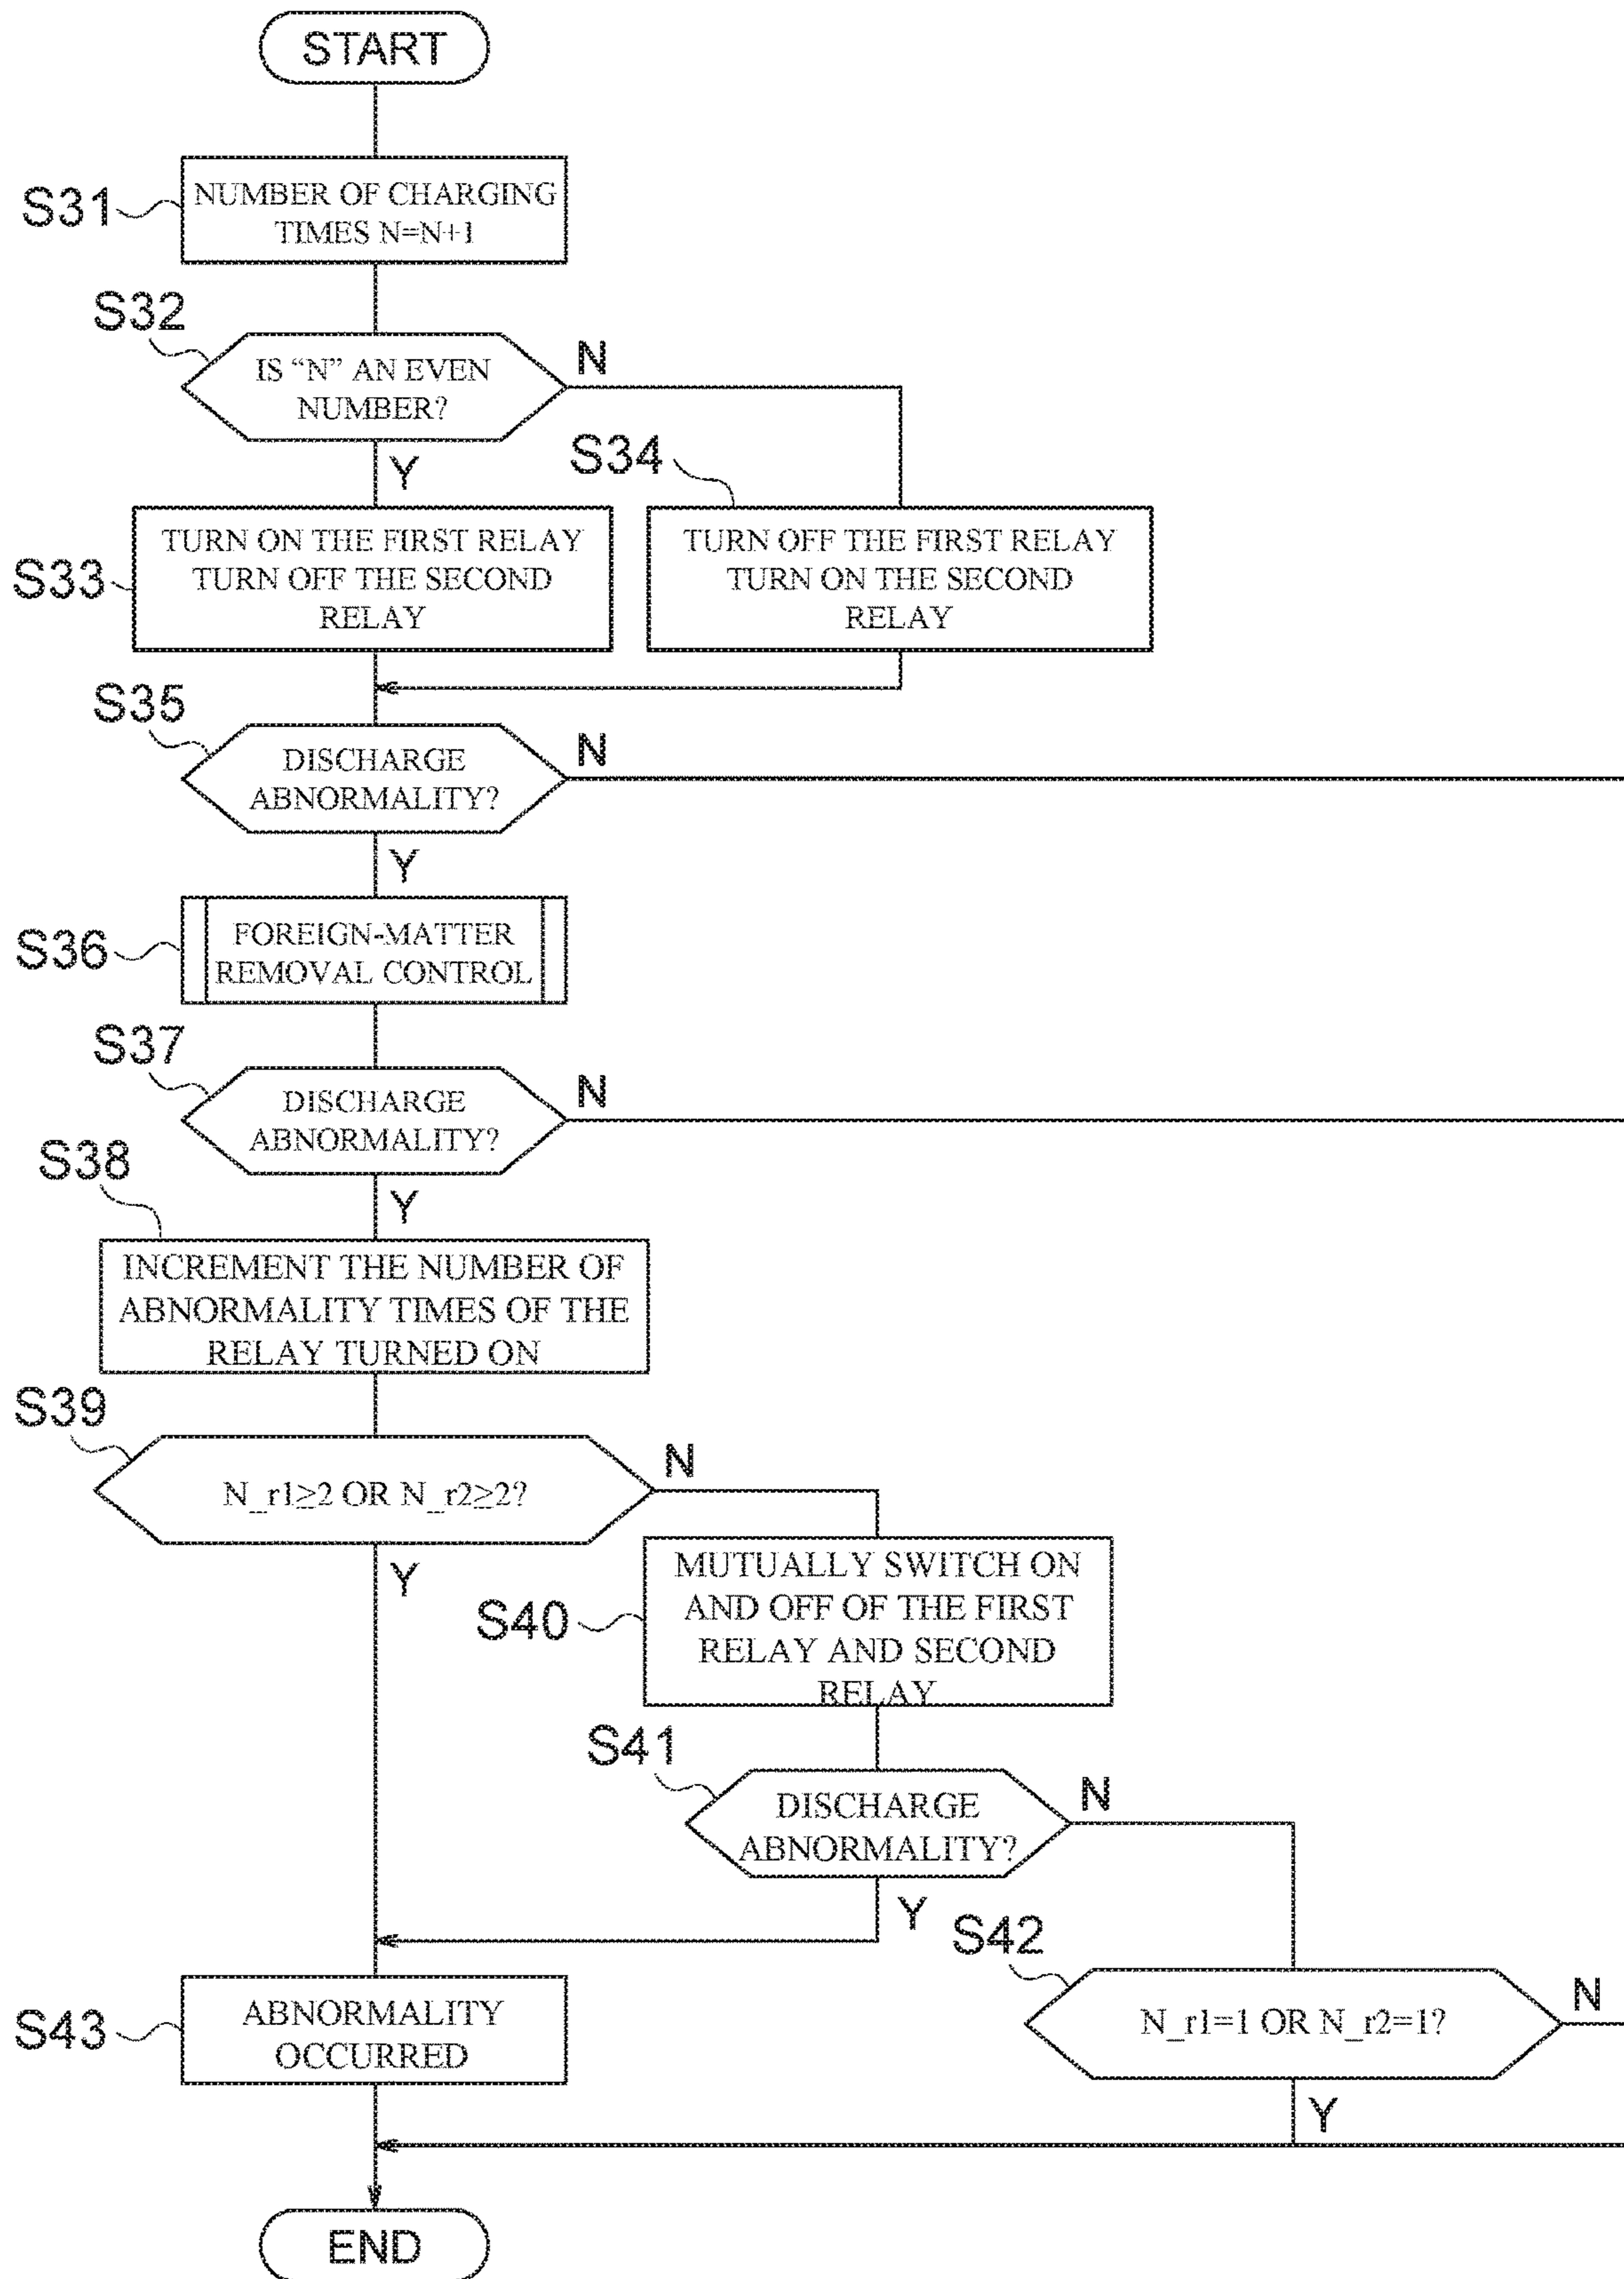 START
S31
NUMBER OF CHARGING
TIMES N=N+1
S32
IS “N” AN EVEN
NUMBER?
N
Y
S33
TURN ON THE FIRST RELAY
TURN OFF THE SECOND
RELAY
S34
TURN OFF THE FIRST RELAY
TURN ON THE SECOND
RELAY
S35
DISCHARGE
ABNORMALITY?
N
Y
S36
FOREIGN-MATTER
REMOVAL CONTROL
S37
DISCHARGE
ABNORMALITY?
N
Y
S38
INCREMENT THE NUMBER OF
ABNORMALITY TIMES OF THE
RELAY TURNED ON
S39
N_r1≥2 OR N_r2≥2?
N
Y
S40
MUTUALLY SWITCH ON
AND OFF OF THE FIRST
RELAY AND SECOND
RELAY
S41
DISCHARGE
ABNORMALITY?
N
Y
S42
N_r1=1 OR N_r2=1?
N
Y
S43
ABNORMALITY
OCCURRED
END